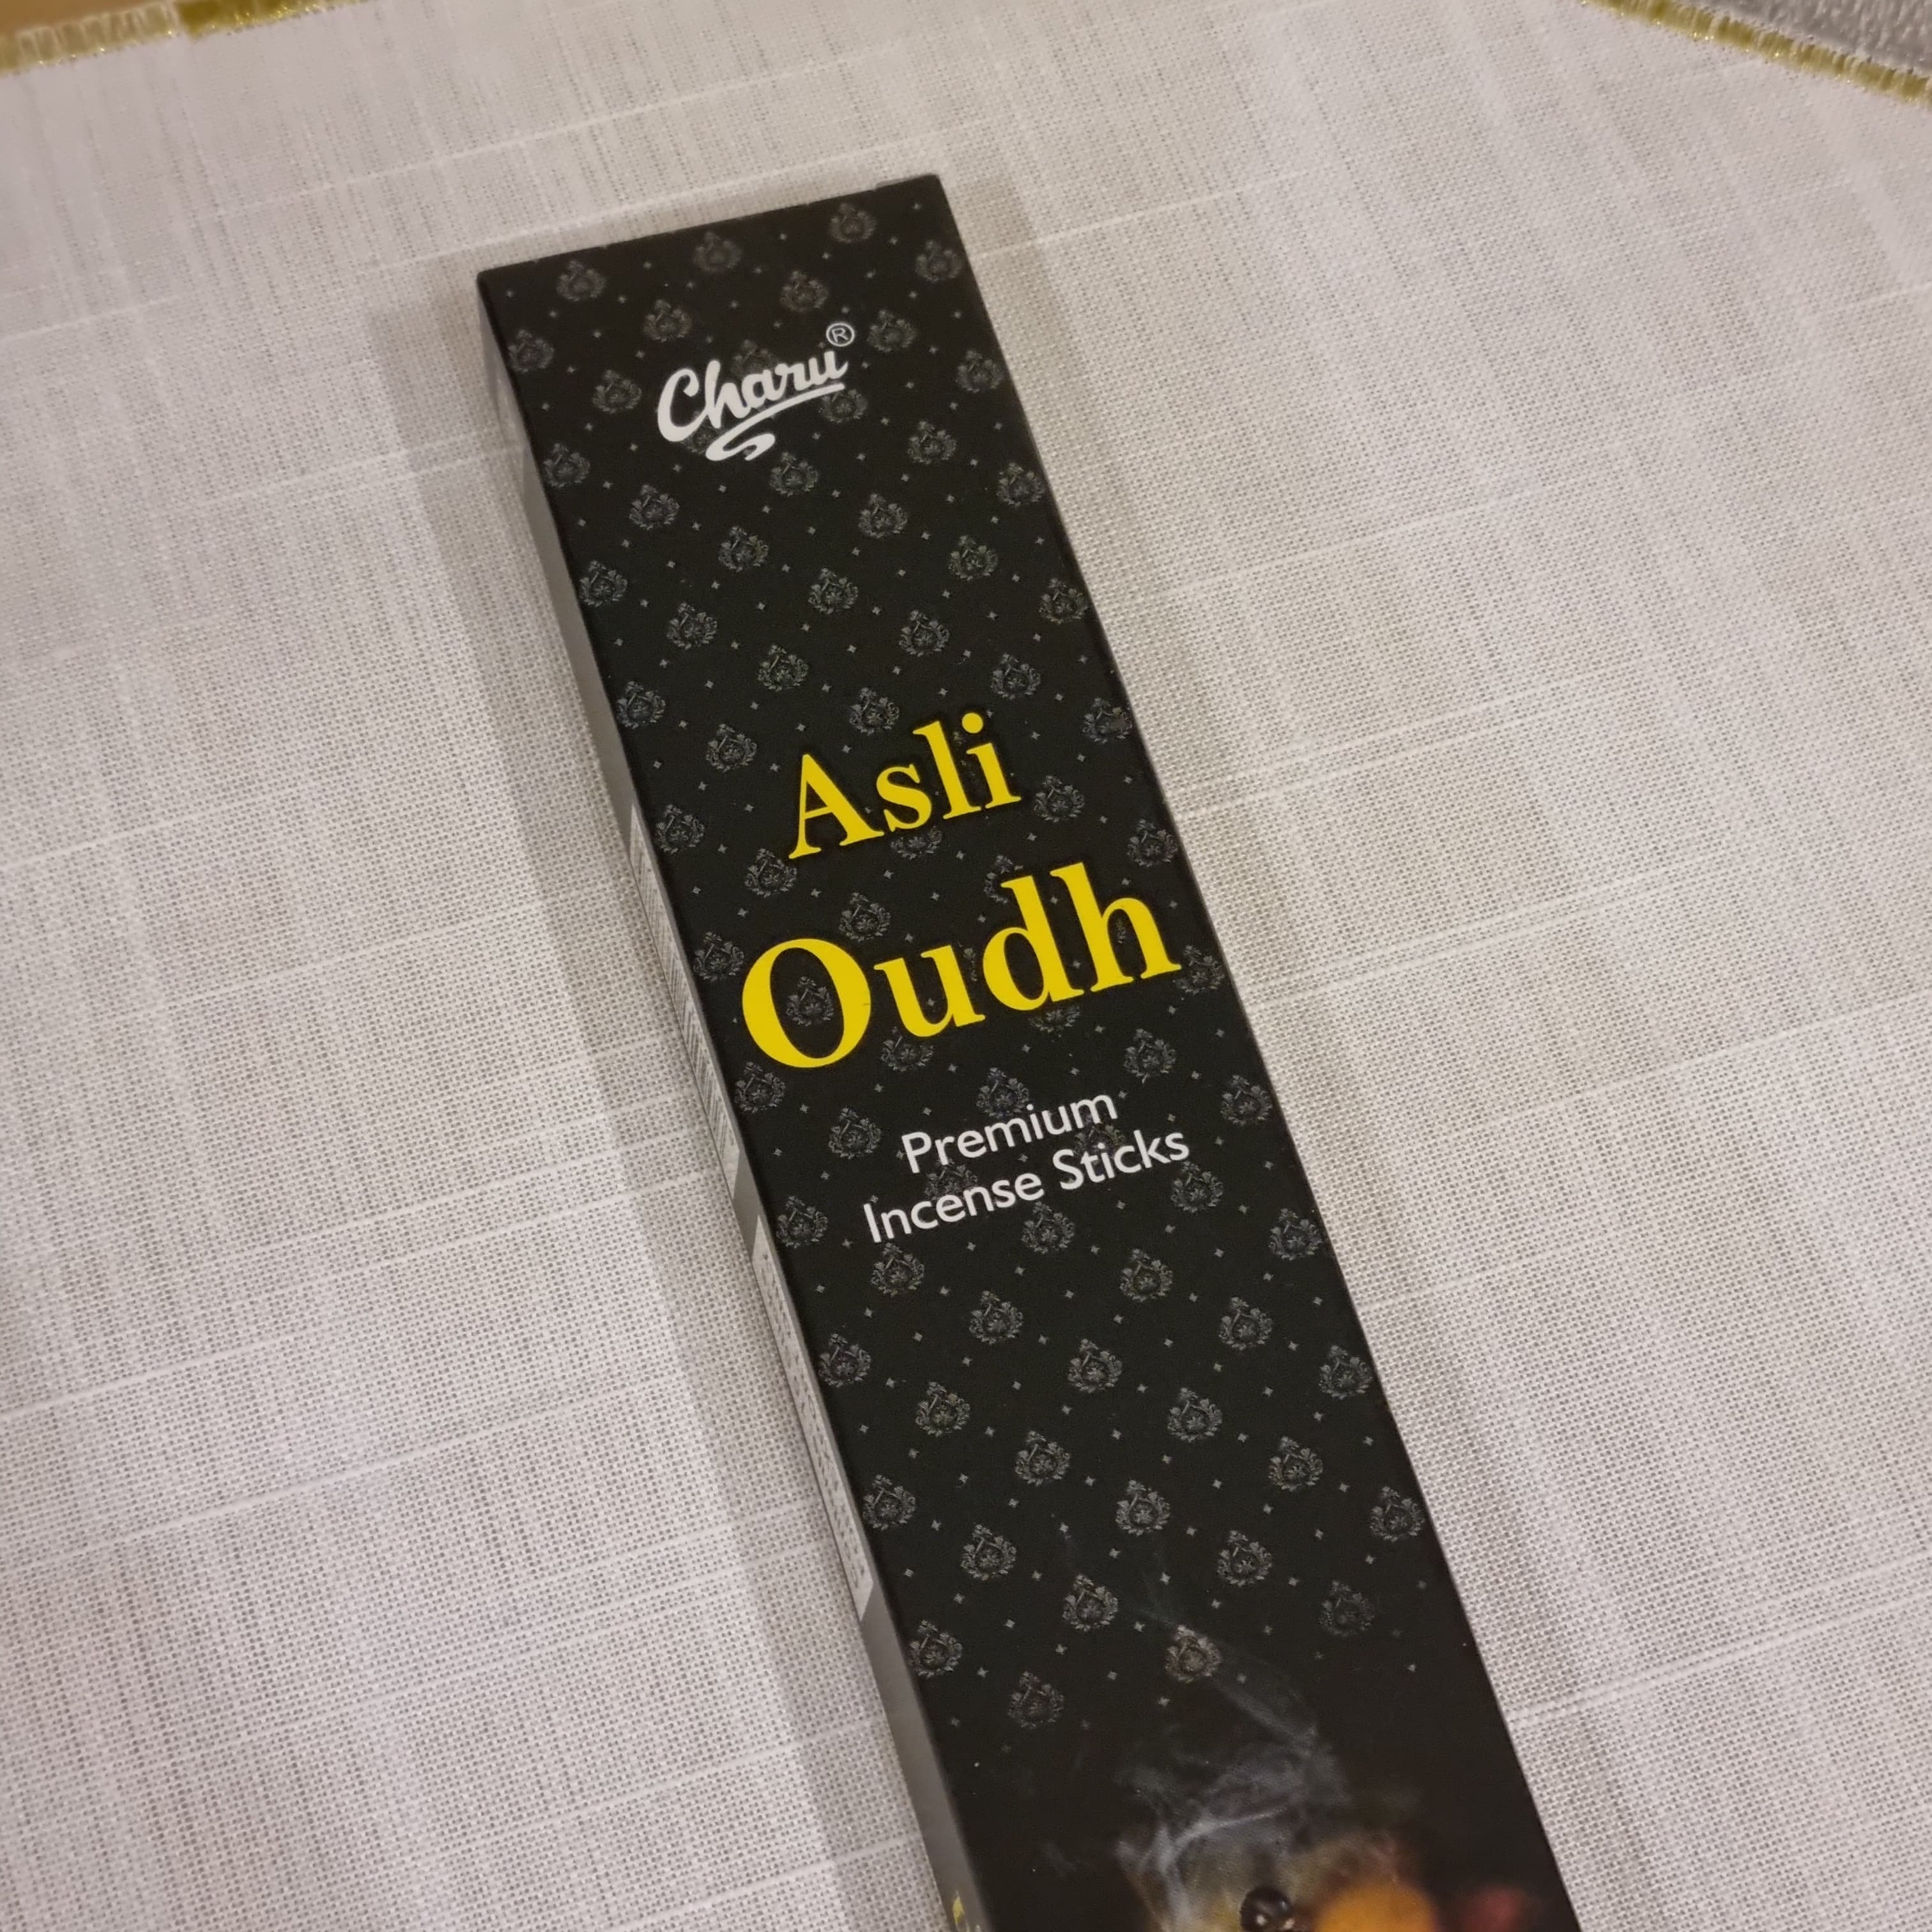 Charu®
Asli
Oudh
Premium
Incense Sticks